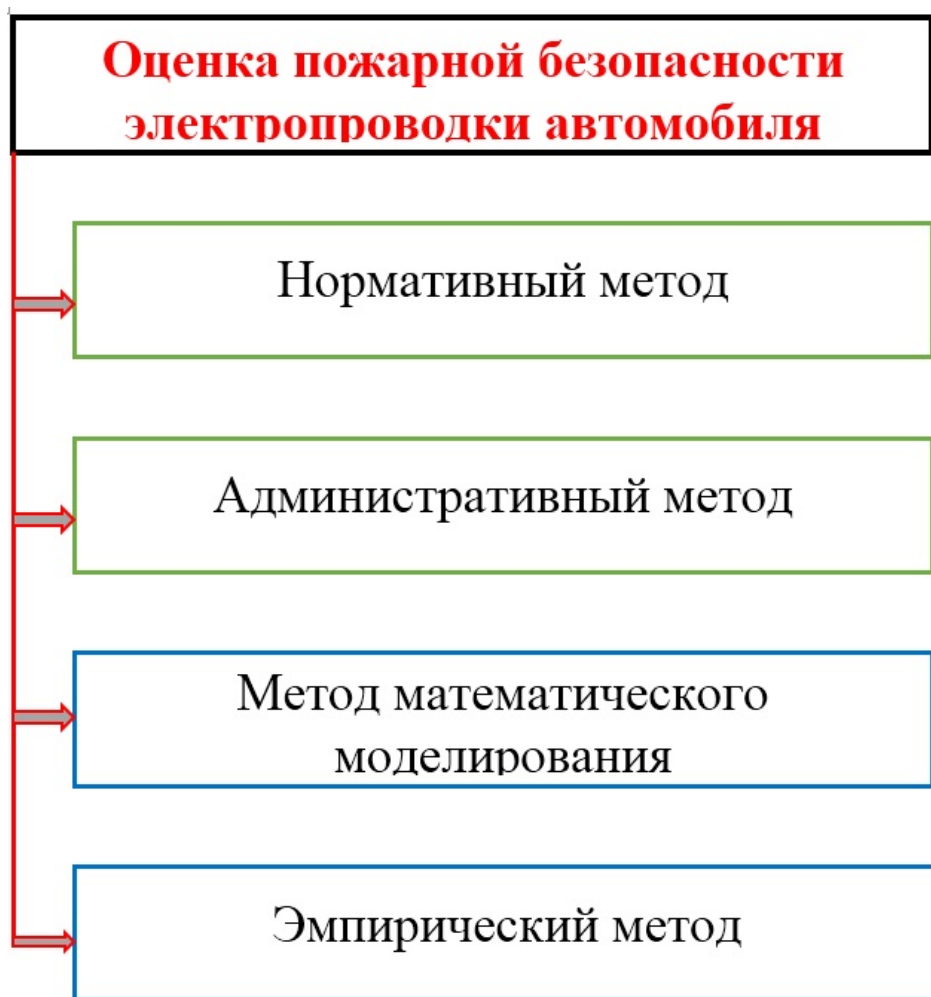 Оценка пожарной безопасности
электропроводки автомобиля
Нормативный метод
Административный метод
Метод математического
моделирования
Эмпирический метод